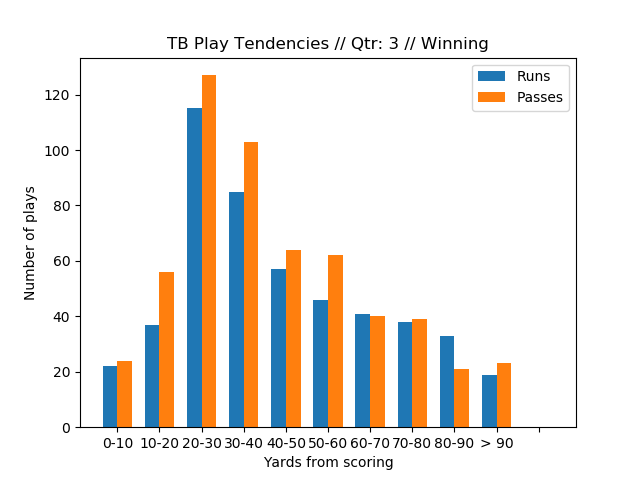 TB Play Tendencies // Qtr: 3 // Winning
Runs
Passes
Number of plays
120
100
80
60
40
20
0
0-10 10-20 20-30 30-40 40-50 50-60 60-70 70-80 80-90 > 90
Yards from scoring